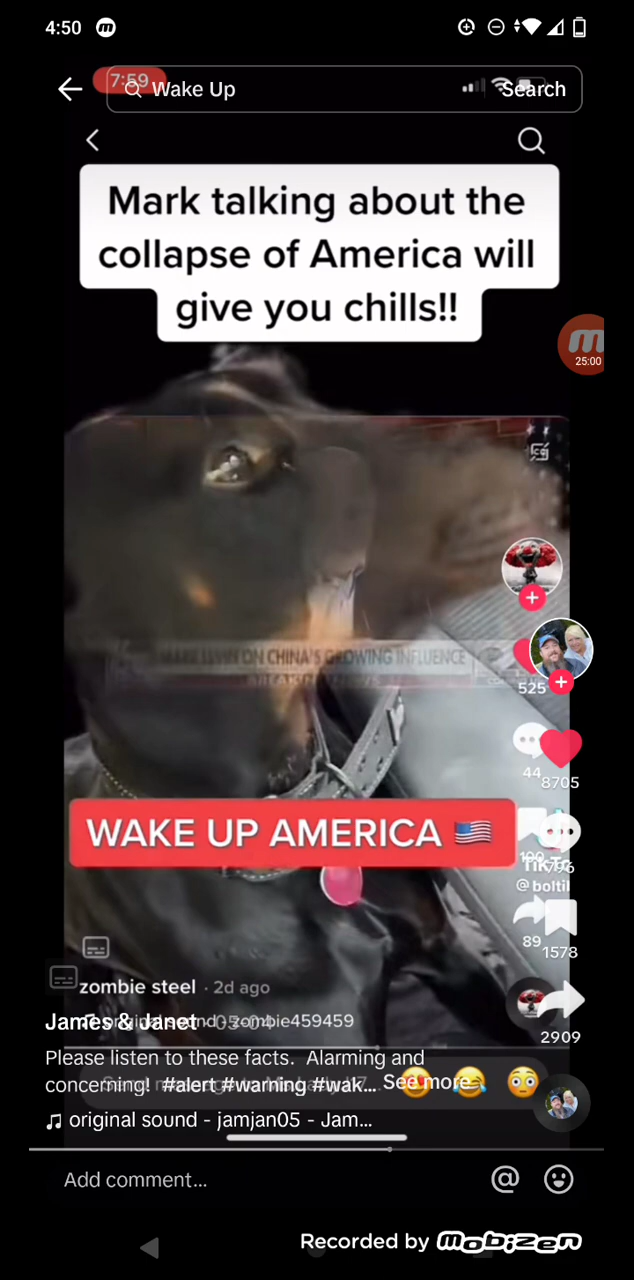 4:50
7:59
Wake Up
Search
Mark talking about the
collapse of America will
give you chills!!
25:00
ON CHINA'S GROWING INFLUENCE
525
44
8705
WAKE UP AMERICA 🇺🇸
@boltil
89
1578
zombie steel · 2d ago
James & Janet
zombie459459
2909
Please listen to these facts. Alarming and
concerning! #alert #warning #wak... See more
original sound - jamjan05 - Jam...
Add comment...
Recorded by mobizen